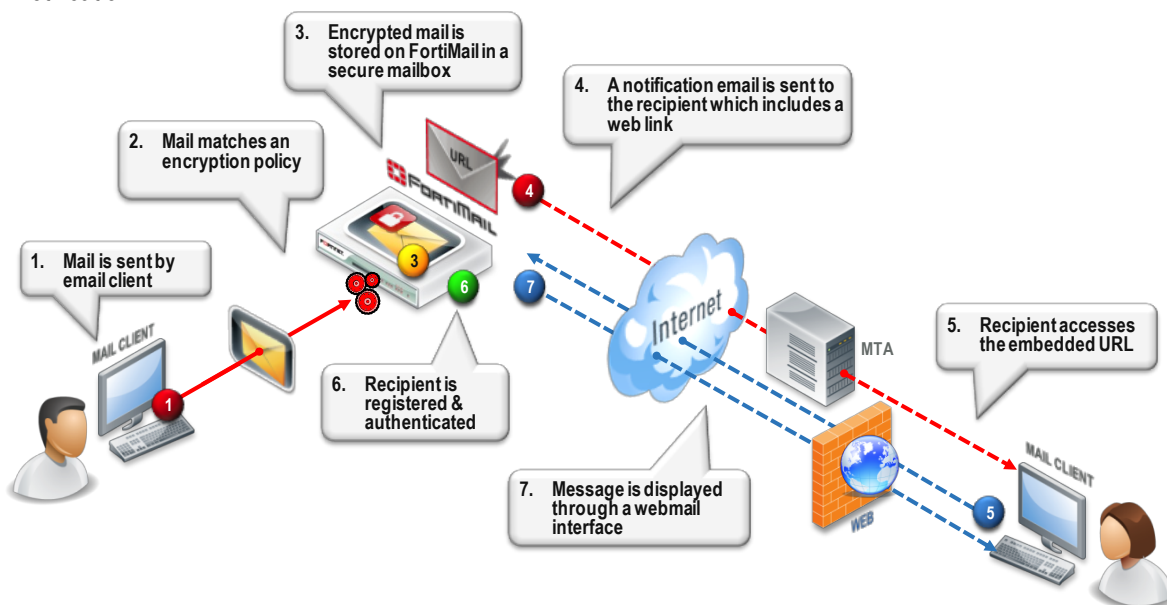 3. Encrypted mail is
stored on FortiMail in a
secure mailbox
4. A notification email is sent to
the recipient which includes a
web link
2. Mail matches an
encryption policy
URL
FORTIMAIL
4
1. Mail is sent by
email client
3
6
7
Internet
MTA
5. Recipient accesses
the embedded URL
MAIL CLIENT
1
6. Recipient is
registered &
authenticated
7. Message is displayed
through a webmail
interface
WEB
5
MAIL CLIENT